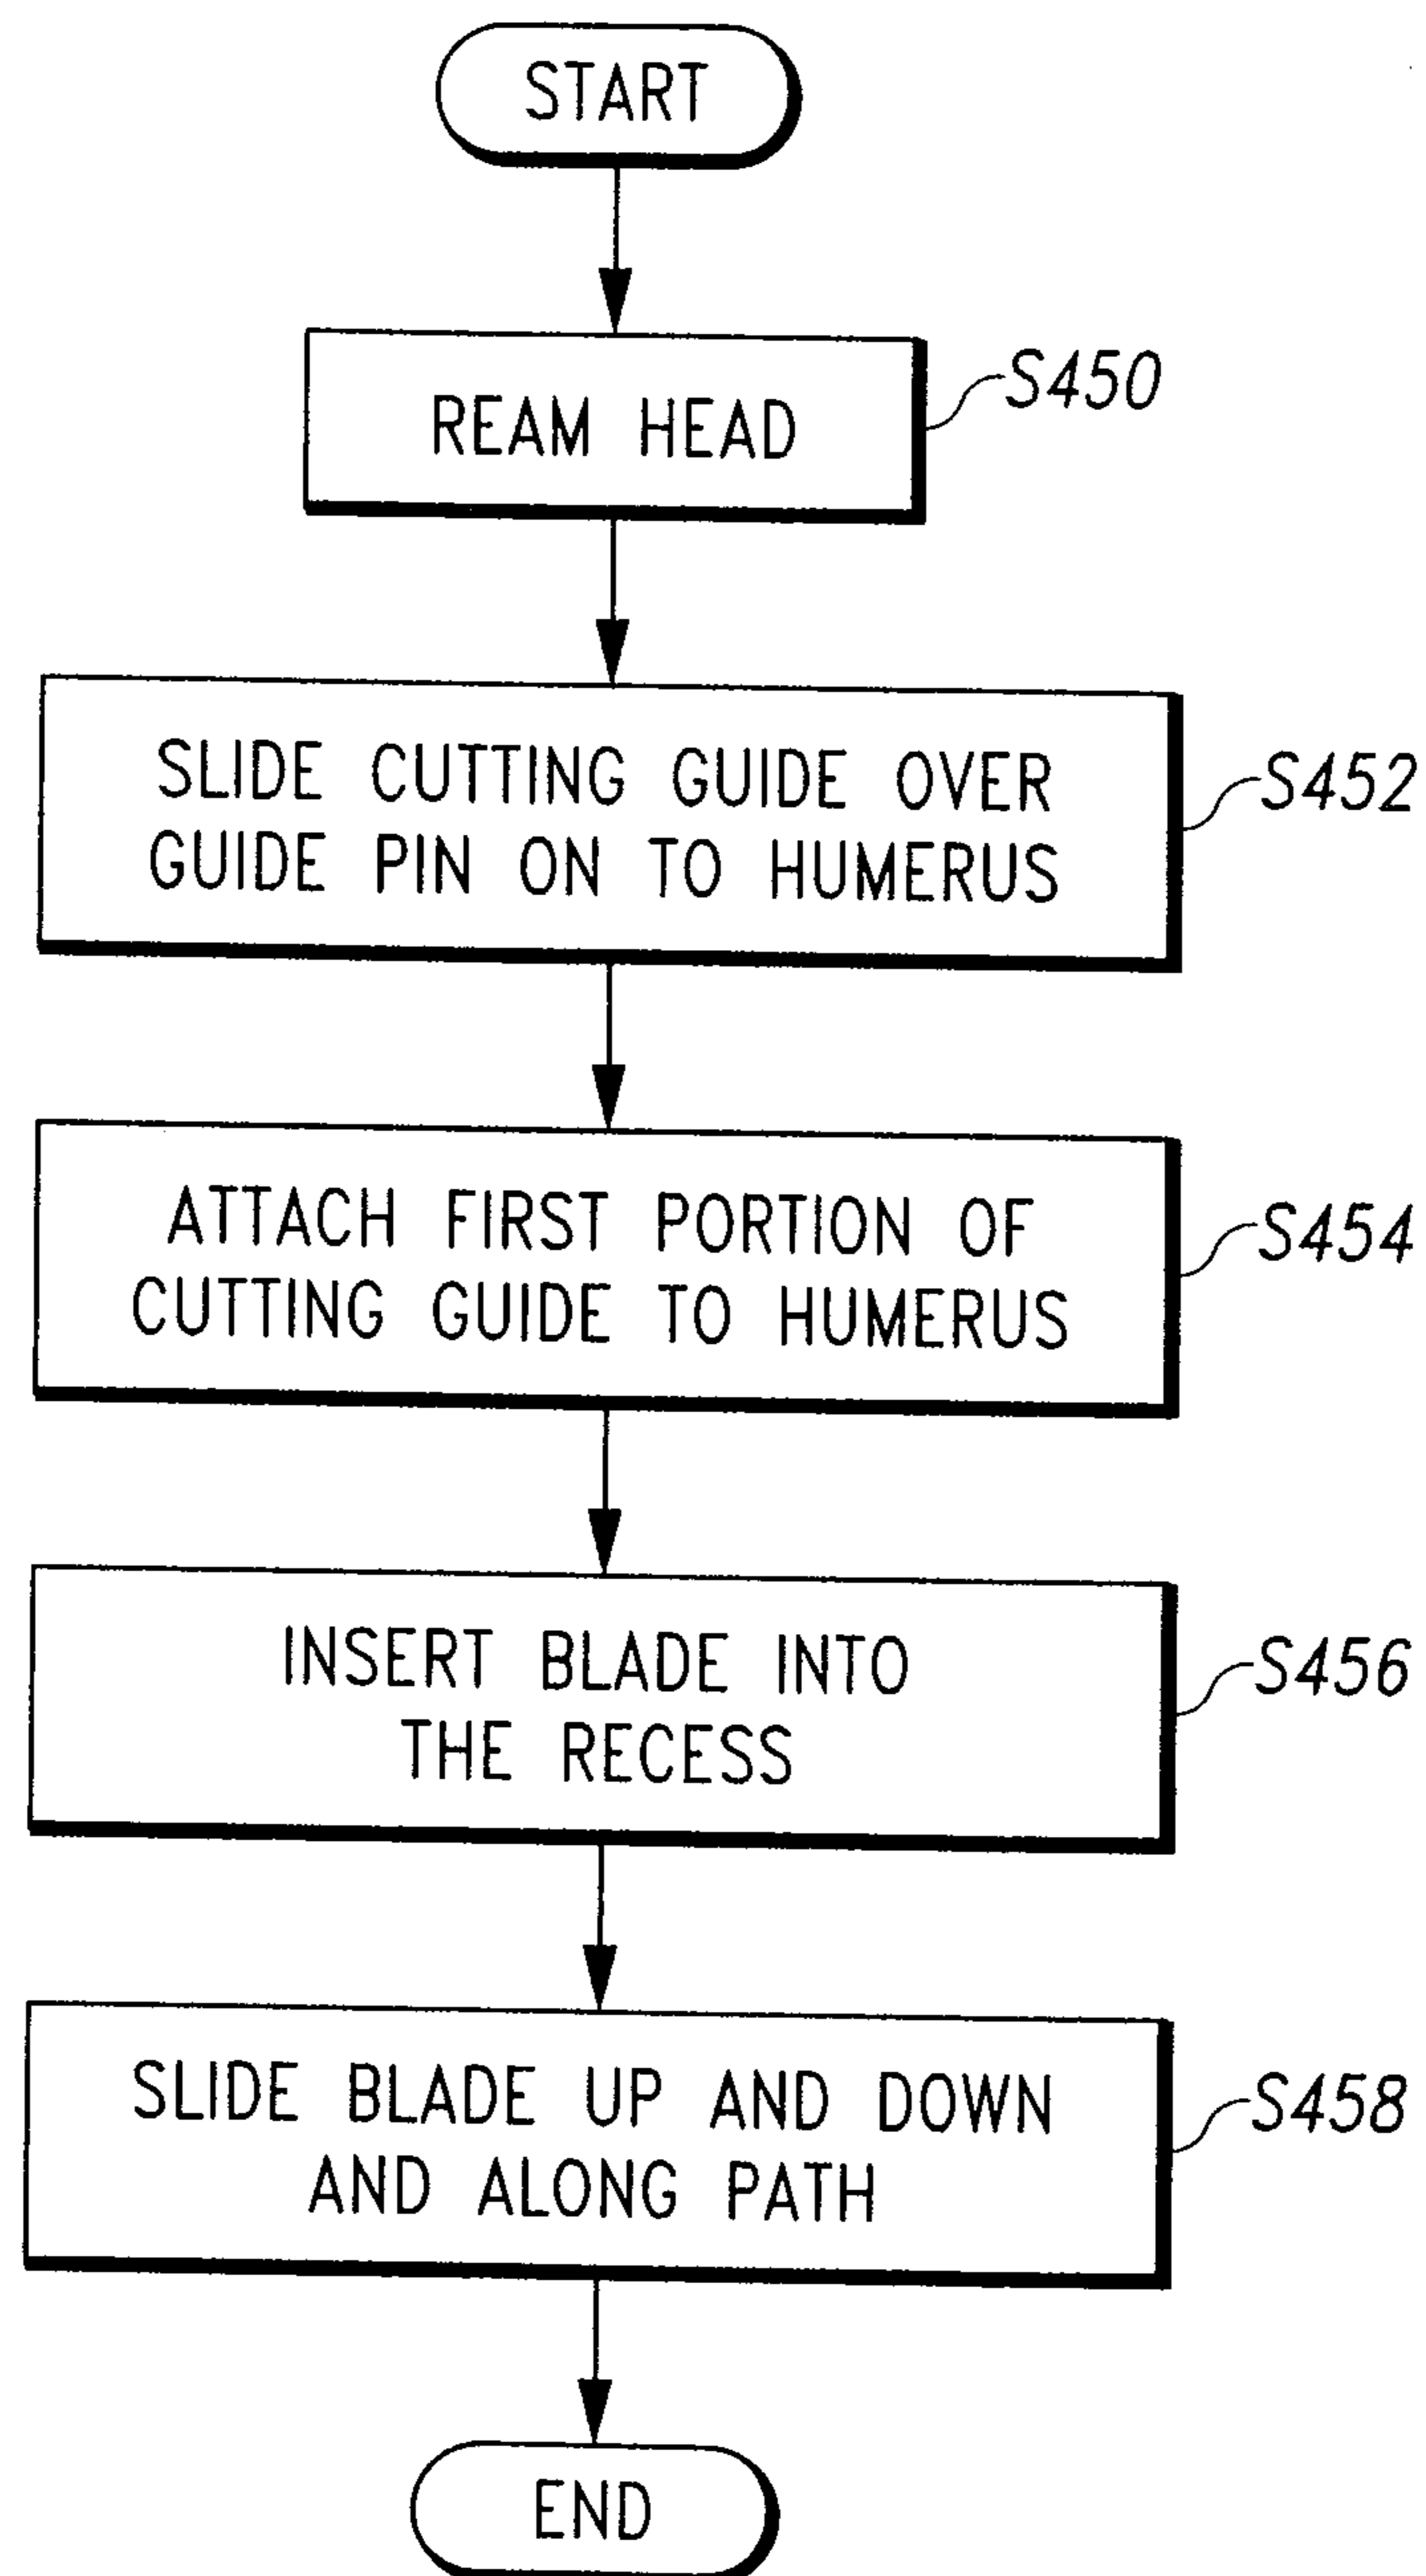 START
REAM HEAD
S450
SLIDE CUTTING GUIDE OVER
GUIDE PIN ON TO HUMERUS
S452
ATTACH FIRST PORTION OF
CUTTING GUIDE TO HUMERUS
S454
INSERT BLADE INTO
THE RECESS
S456
SLIDE BLADE UP AND DOWN
AND ALONG PATH
S458
END